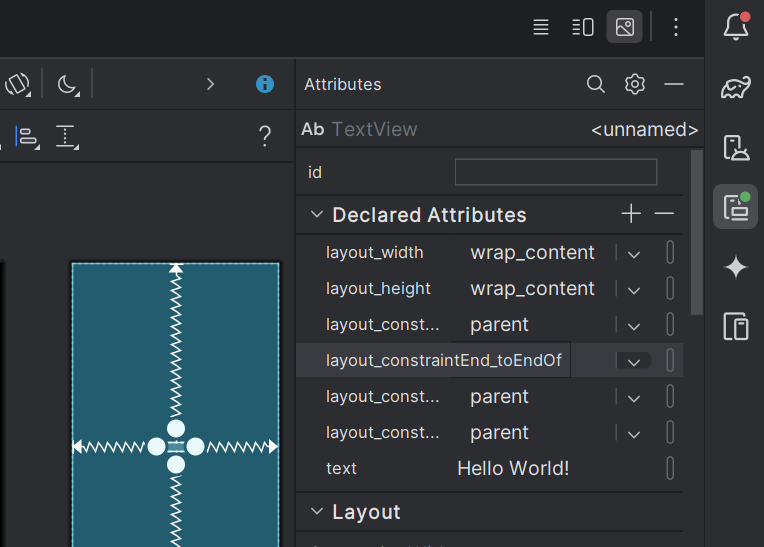 Attributes
Ab TextView <unnamed>
id
Declared Attributes
layout_width wrap_content
layout_height wrap_content
layout_const... parent
layout_constraintEnd_toEndOf
layout_const... parent
layout_const... parent
text Hello World!
Layout